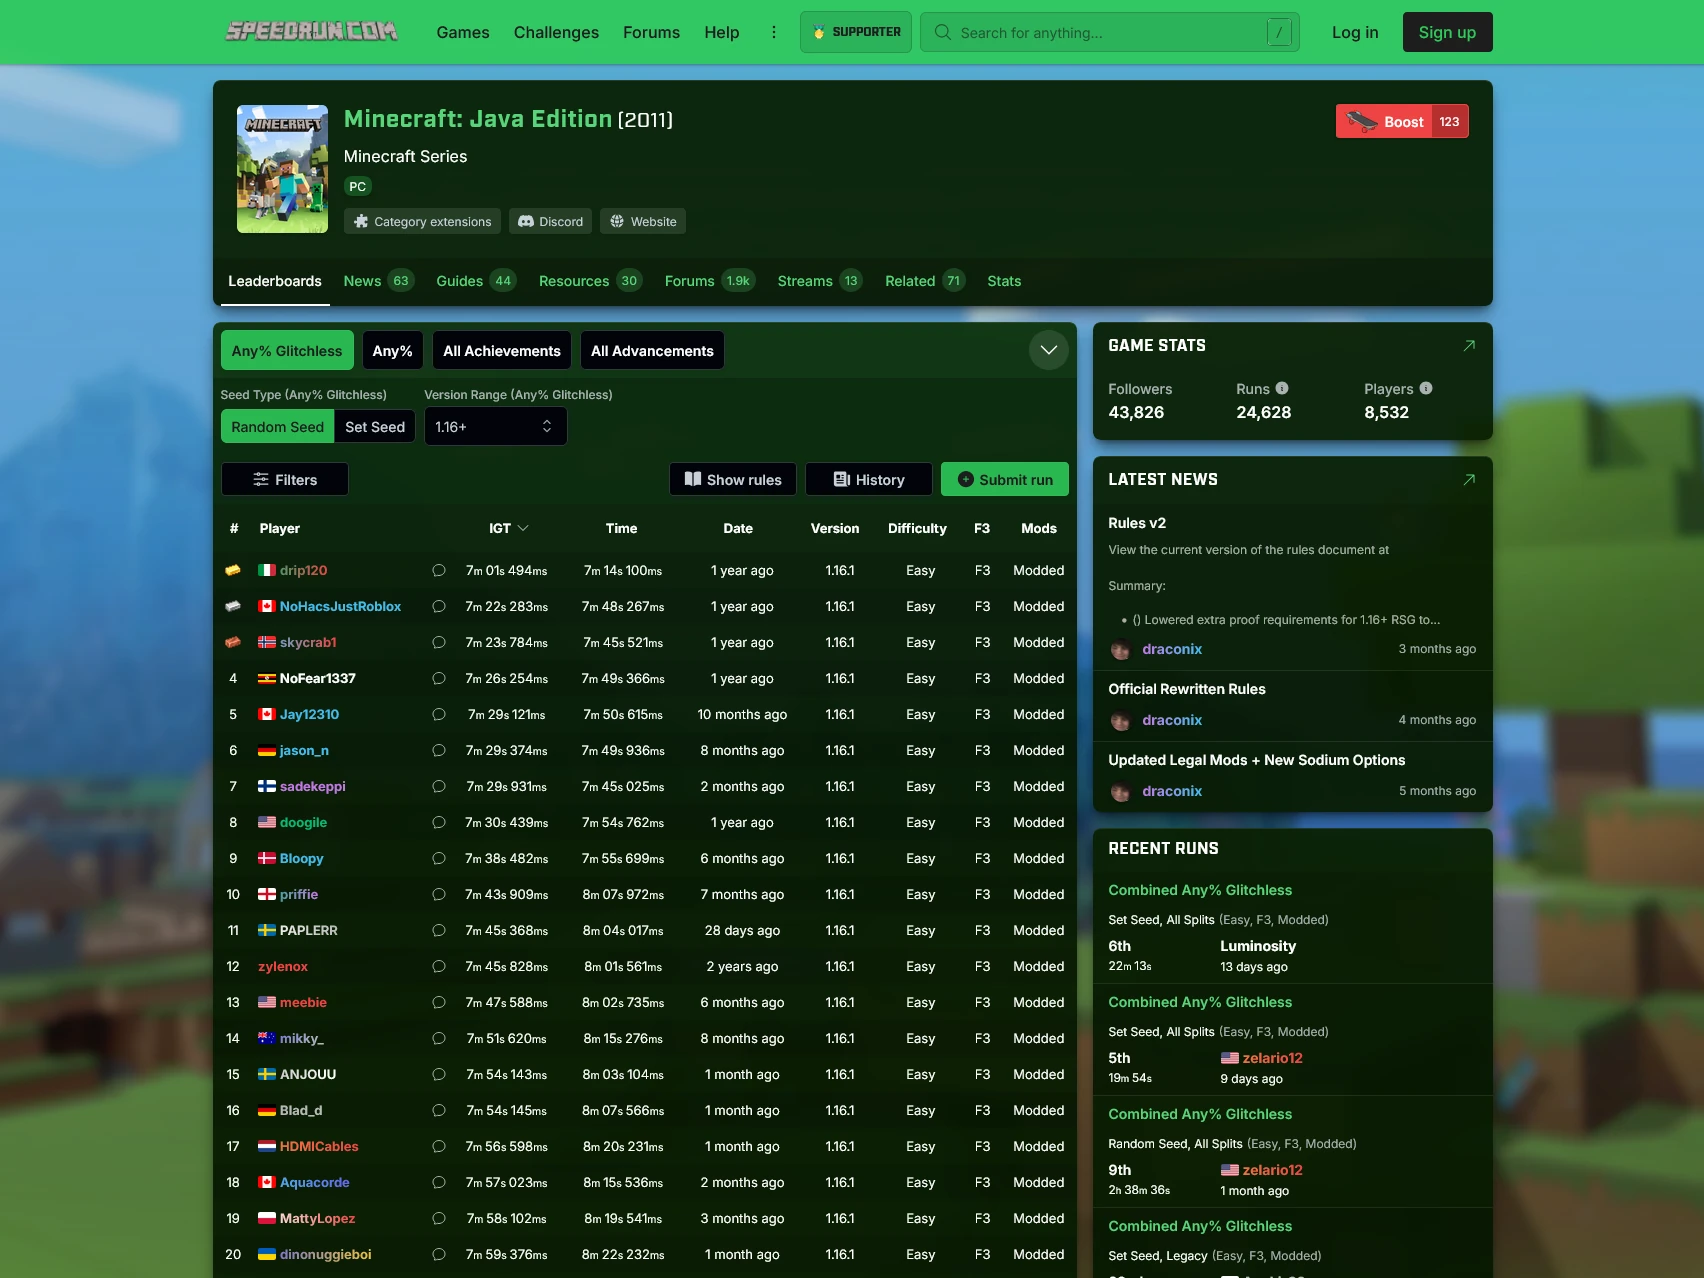 SPEEDRUN.COM
Games Challenges Forums Help SUPPORTER Search for anything... / Log in Sign up
MINECRAFT
Minecraft: Java Edition (2011)
Boost 123
Minecraft Series
PC
Category extensions Discord Website
Leaderboards News 63 Guides 44 Resources 30 Forums 1.9k Streams 13 Related 71 Stats
Any% Glitchless Any% All Achievements All Advancements
Seed Type (Any% Glitchless) Version Range (Any% Glitchless)
Random Seed Set Seed 1.16+
Filters Show rules History Submit run
# Player IGT Time Date Version Difficulty F3 Mods
drip120 7m 01s 494ms 7m 14s 100ms 1 year ago 1.16.1 Easy F3 Modded
NoHacsJustRoblox 7m 22s 283ms 7m 48s 267ms 1 year ago 1.16.1 Easy F3 Modded
skycrab1 7m 23s 784ms 7m 45s 521ms 1 year ago 1.16.1 Easy F3 Modded
4 NoFear1337 7m 26s 254ms 7m 49s 366ms 1 year ago 1.16.1 Easy F3 Modded
5 Jay12310 7m 29s 121ms 7m 50s 615ms 10 months ago 1.16.1 Easy F3 Modded
6 jason_n 7m 29s 374ms 7m 49s 936ms 8 months ago 1.16.1 Easy F3 Modded
7 sadekeppi 7m 29s 931ms 7m 45s 025ms 2 months ago 1.16.1 Easy F3 Modded
8 doogile 7m 30s 439ms 7m 54s 762ms 1 year ago 1.16.1 Easy F3 Modded
9 Bloopy 7m 38s 482ms 7m 55s 699ms 6 months ago 1.16.1 Easy F3 Modded
10 priffie 7m 43s 909ms 8m 07s 972ms 7 months ago 1.16.1 Easy F3 Modded
11 PAPLERR 7m 45s 368ms 8m 04s 017ms 28 days ago 1.16.1 Easy F3 Modded
12 zylenox 7m 45s 828ms 8m 01s 561ms 2 years ago 1.16.1 Easy F3 Modded
13 meebie 7m 47s 588ms 8m 02s 735ms 6 months ago 1.16.1 Easy F3 Modded
14 mikky_ 7m 51s 620ms 8m 15s 276ms 8 months ago 1.16.1 Easy F3 Modded
15 ANJOUU 7m 54s 143ms 8m 03s 104ms 1 month ago 1.16.1 Easy F3 Modded
16 Blad_d 7m 54s 145ms 8m 07s 566ms 1 month ago 1.16.1 Easy F3 Modded
17 HDMICables 7m 56s 598ms 8m 20s 231ms 1 month ago 1.16.1 Easy F3 Modded
18 Aquacorde 7m 57s 023ms 8m 15s 536ms 2 months ago 1.16.1 Easy F3 Modded
19 MattyLopez 7m 58s 102ms 8m 19s 541ms 3 months ago 1.16.1 Easy F3 Modded
20 dinonuggieboi 7m 59s 376ms 8m 22s 232ms 1 month ago 1.16.1 Easy F3 Modded
GAME STATS
Followers Runs Players
43,826 24,628 8,532
LATEST NEWS
Rules v2
View the current version of the rules document at
Summary:
• () Lowered extra proof requirements for 1.16+ RSG to...
draconix 3 months ago
Official Rewritten Rules
draconix 4 months ago
Updated Legal Mods + New Sodium Options
draconix 5 months ago
RECENT RUNS
Combined Any% Glitchless
Set Seed, All Splits (Easy, F3, Modded)
6th Luminosity
22m 13s 13 days ago
Combined Any% Glitchless
Set Seed, All Splits (Easy, F3, Modded)
5th zelario12
19m 54s 9 days ago
Combined Any% Glitchless
Random Seed, All Splits (Easy, F3, Modded)
9th zelario12
2h 38m 36s 1 month ago
Combined Any% Glitchless
Set Seed, Legacy (Easy, F3, Modded)